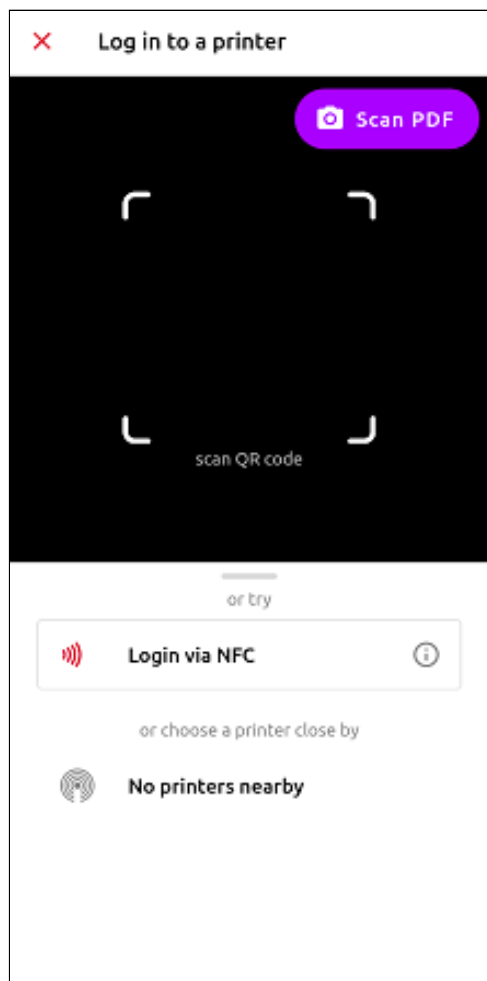 Log in to a printer
Scan PDF
scan QR code
or try
Login via NFC
or choose a printer close by
No printers nearby